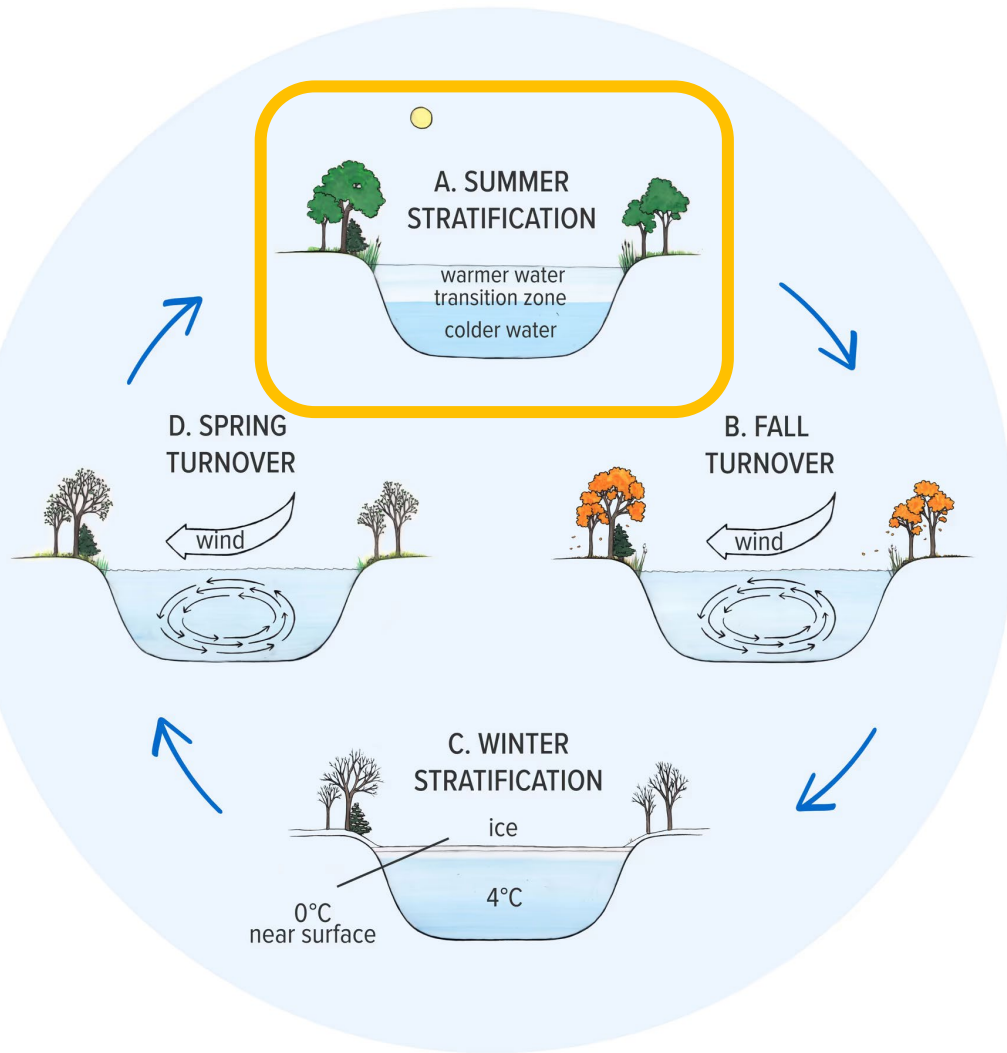 A. SUMMER
STRATIFICATION
warmer water
transition zone
colder water
D. SPRING
TURNOVER
wind
B. FALL
TURNOVER
wind
C. WINTER
STRATIFICATION
ice
4°C
0°C
near surface